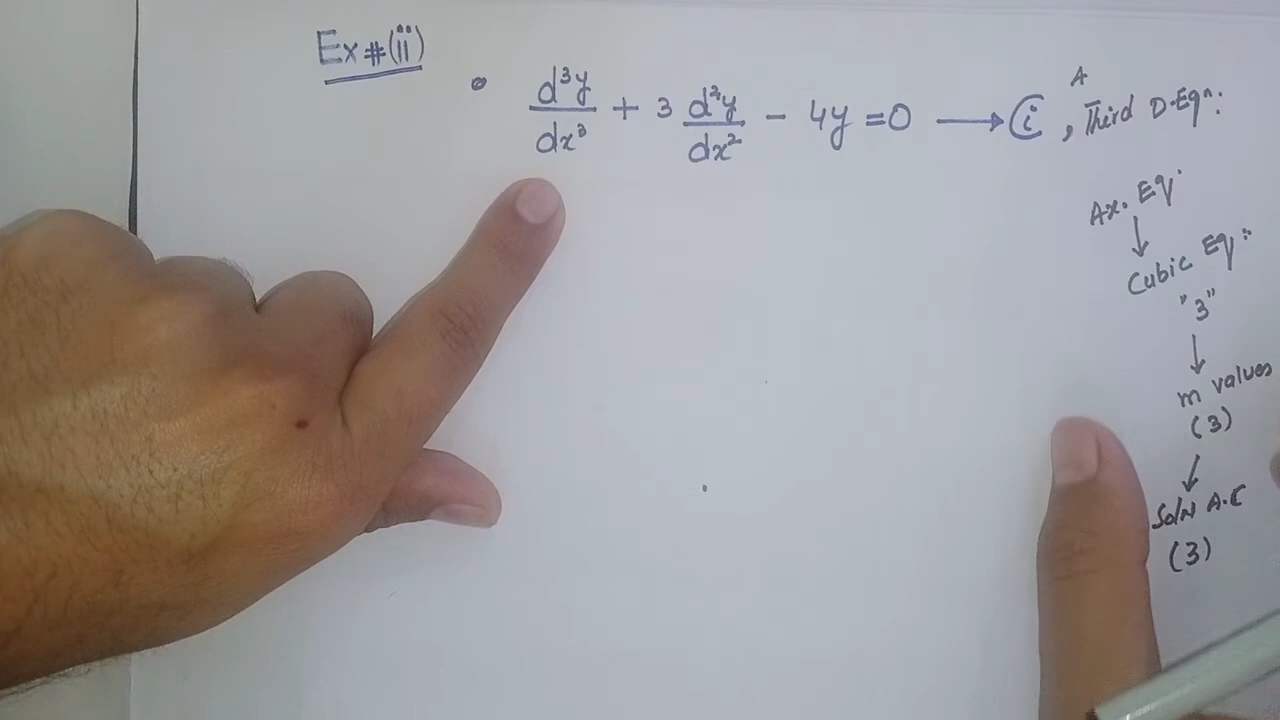 Ex#(ii)
• d³y/dx³ + 3 d²y/dx² - 4y = 0 ⟶ (i) , A Third D.Eqn:
Ax. Eq:
↓
Cubic Eq:
"3"
↓
m values
(3)
↓
Soln A.C
(3)